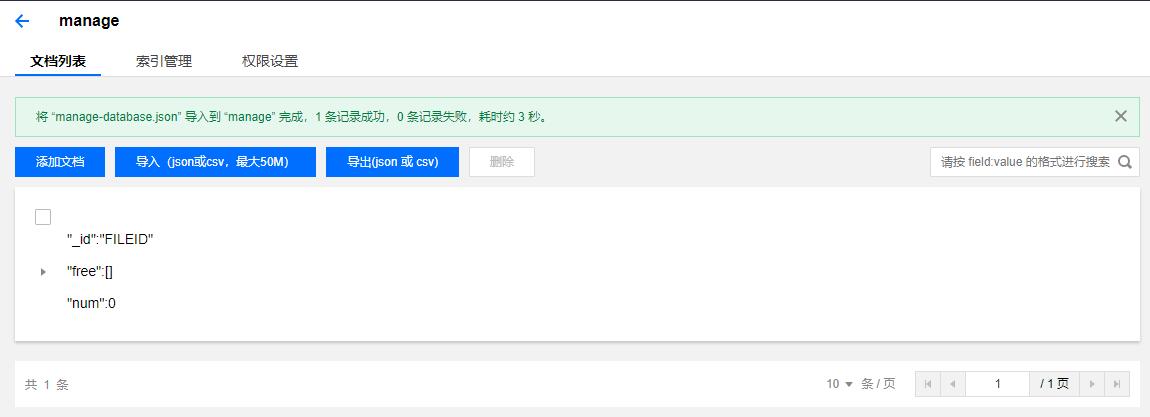 manage
文档列表 索引管理 权限设置
将 “manage-database.json” 导入到 “manage” 完成，1 条记录成功，0 条记录失败，耗时约 3 秒。
添加文档 导入（json或csv，最大50M） 导出(json 或 csv) 删除 请按 field:value 的格式进行搜索
"_id":"FILEID"
"free":[]
"num":0
共 1 条 10 条 / 页 1 / 1 页